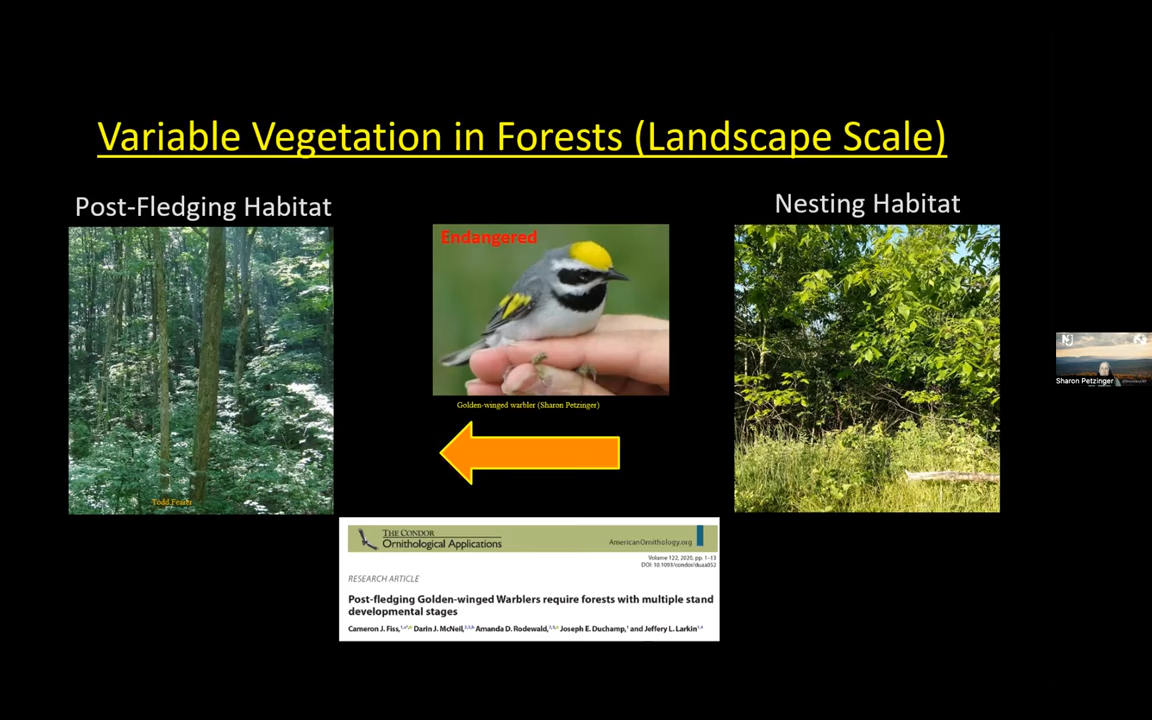 Variable Vegetation in Forests (Landscape Scale)
Post-Fledging Habitat
Nesting Habitat
Endangered
Golden-winged warbler (Sharon Petzinger)
Todd Fearer
THE CONDOR
Ornithological Applications
AmericanOrnithology.org
Volume 122, 2020, pp. 1–13
DOI: 10.1093/condor/duaa052
RESEARCH ARTICLE
Post-fledging Golden-winged Warblers require forests with multiple stand
developmental stages
Cameron J. Fiss, Darin J. McNeil, Amanda D. Rodewald, Joseph E. Duchamp, and Jeffery L. Larkin
Sharon Petzinger